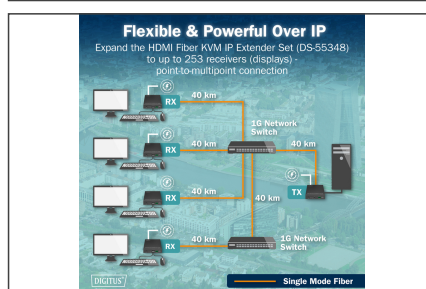 Flexible & Powerful Over IP
Expand the HDMI Fiber KVM IP Extender Set (DS-55348)
to up to 253 receivers (displays) -
point-to-multipoint connection
RX
40 km
1G Network
Switch
RX
40 km
40 km
TX
RX
40 km
40 km
RX
40 km
1G Network
Switch
DIGITUS®
Single Mode Fiber